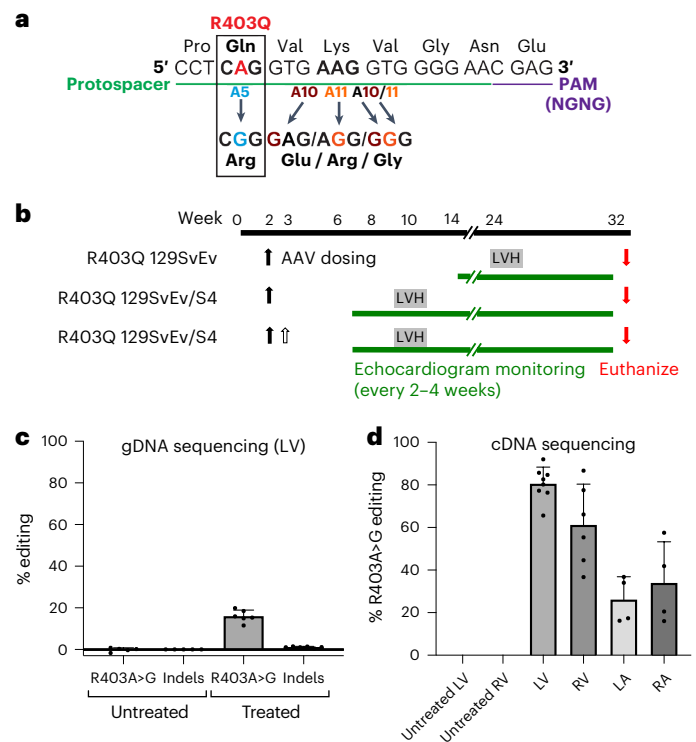 a
R403Q
Pro Gln Val Lys Val Gly Asn Glu
5′ CCT CAG GTG AAG GTG GGG AAC GAG 3′
Protospacer
PAM
(NGNG)
A5 A10 A11 A10/11
CGG GAG/AGG/GGG
Arg Glu / Arg / Gly
b
Week 0 2 3 6 8 10 14 24 32
R403Q 129SvEv AAV dosing LVH
R403Q 129SvEv/S4 LVH
R403Q 129SvEv/S4 LVH
Echocardiogram monitoring
(every 2–4 weeks)
Euthanize
c
gDNA sequencing (LV)
% editing
100
80
60
40
20
0
R403A>G Indels R403A>G Indels
Untreated Treated
d
cDNA sequencing
% R403A>G editing
100
80
60
40
20
0
Untreated LV
Untreated RV
LV
RV
LA
RA